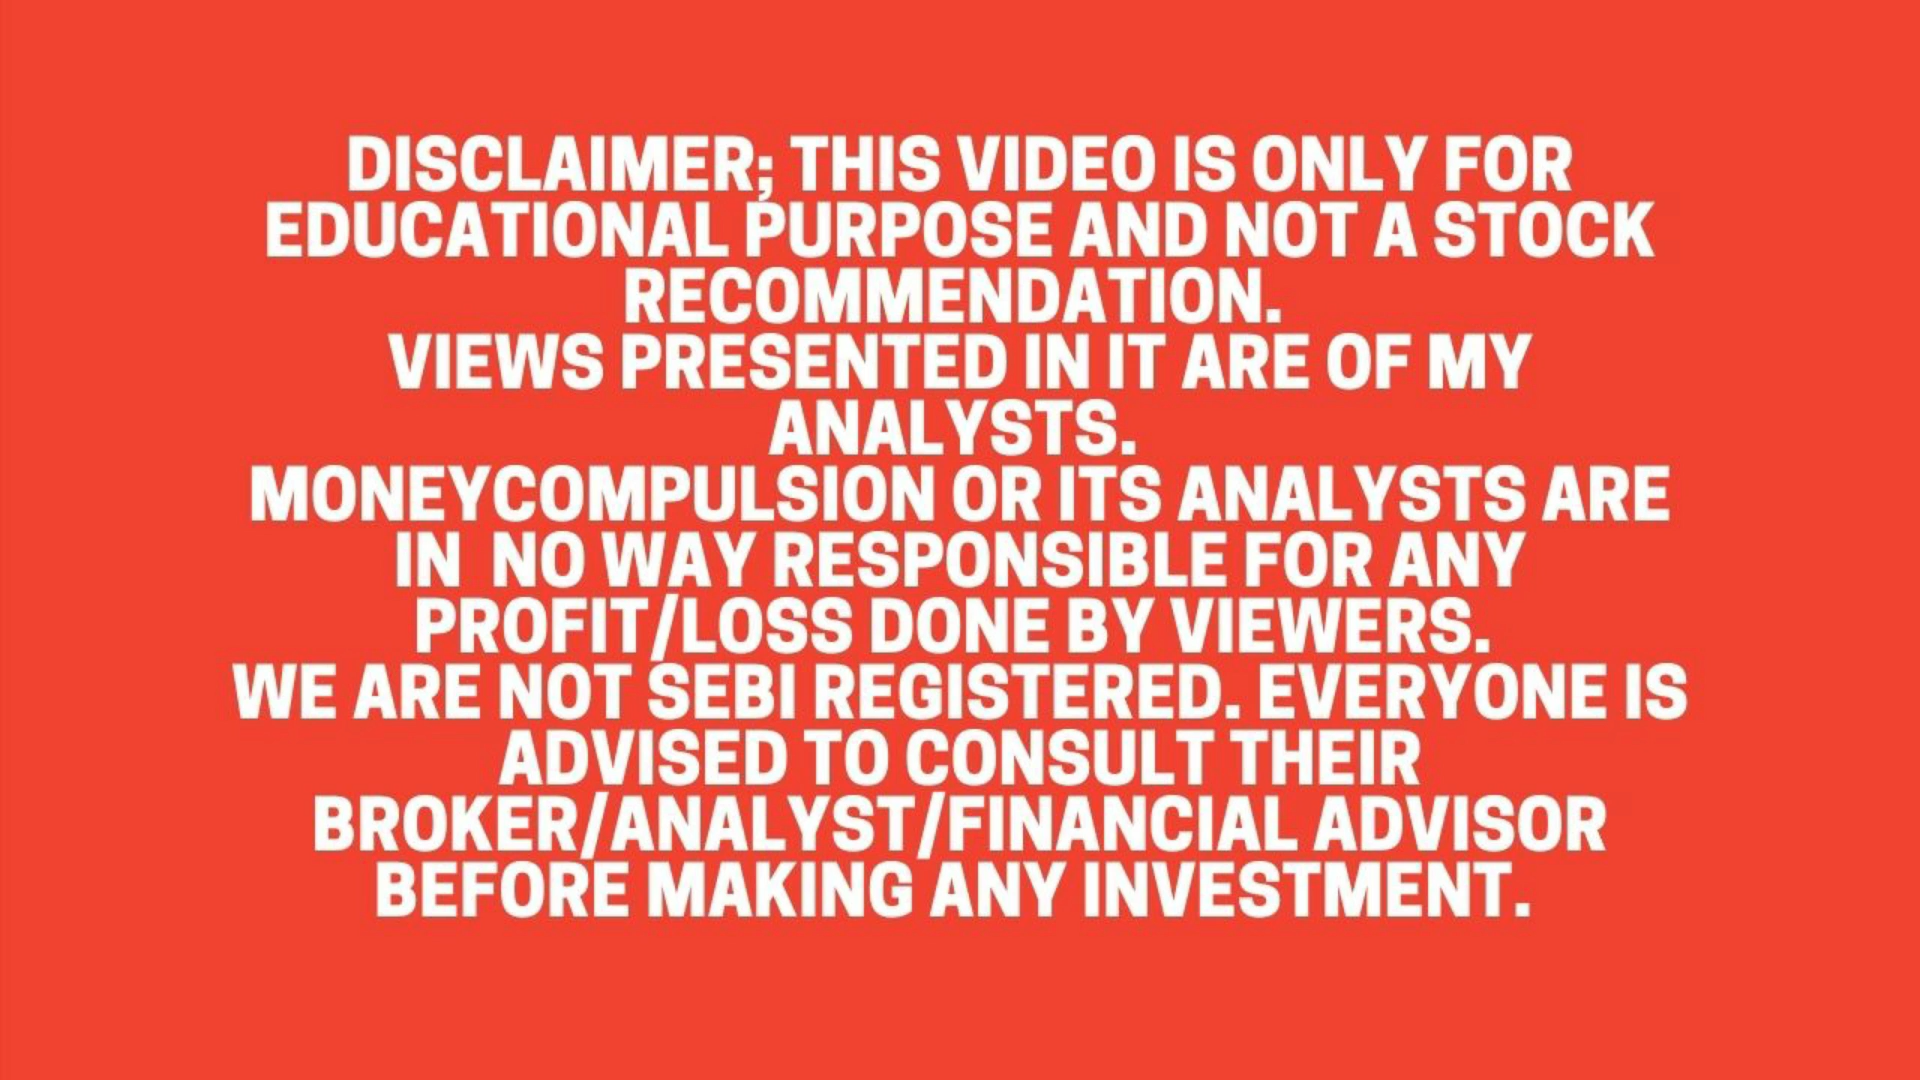 DISCLAIMER; THIS VIDEO IS ONLY FOR
EDUCATIONAL PURPOSE AND NOT A STOCK
RECOMMENDATION.
VIEWS PRESENTED IN IT ARE OF MY
ANALYSTS.
MONEYCOMPULSION OR ITS ANALYSTS ARE
IN NO WAY RESPONSIBLE FOR ANY
PROFIT/LOSS DONE BY VIEWERS.
WE ARE NOT SEBI REGISTERED. EVERYONE IS
ADVISED TO CONSULT THEIR
BROKER/ANALYST/FINANCIAL ADVISOR
BEFORE MAKING ANY INVESTMENT.